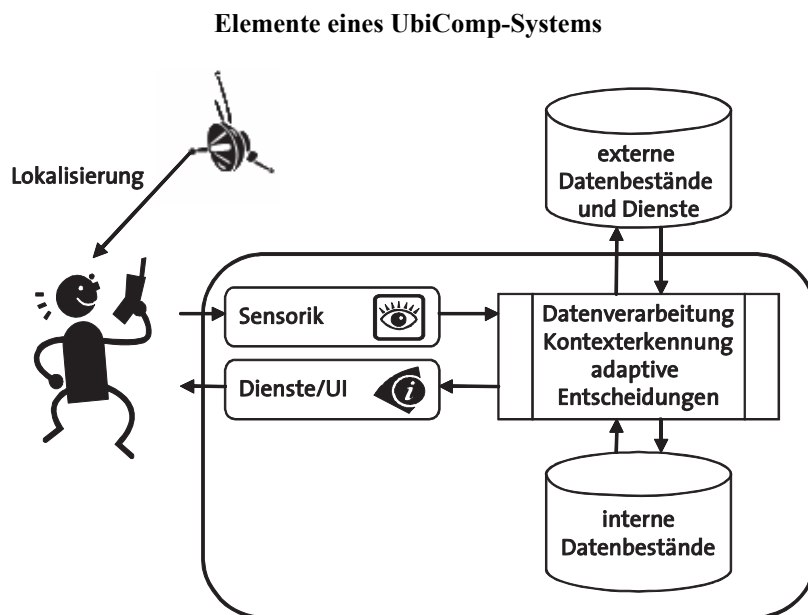 Elemente eines UbiComp-Systems
Lokalisierung
externe
Datenbestände
und Dienste
Sensorik
Dienste/UI
i
Datenverarbeitung
Kontexterkennung
adaptive
Entscheidungen
interne
Datenbestände